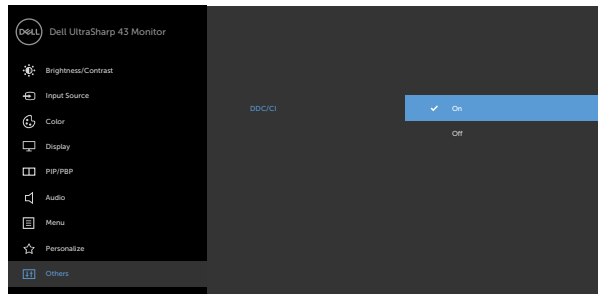 DELL
Dell UltraSharp 43 Monitor
Brightness/Contrast
Input Source
Color
Display
PIP/PBP
Audio
Menu
Personalize
Others
DDC/CI
On
Off